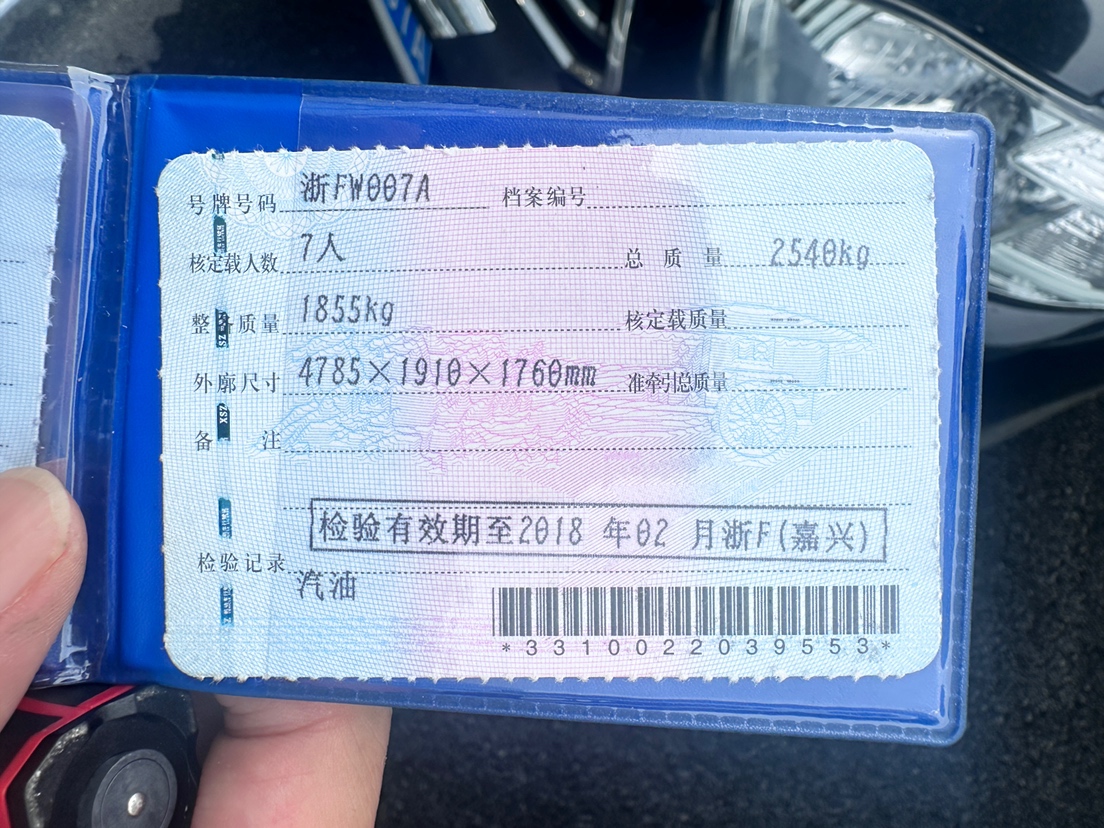 号牌号码 浙FW007A 档案编号
核定载人数 7人 总质量 2540kg
整备质量 1855kg 核定载质量 --- ---
外廓尺寸 4785×1910×1760mm 准牵引总质量 --- ---
备注
检验有效期至2018年02月浙F(嘉兴)
检验记录
汽油
*3310022039553*